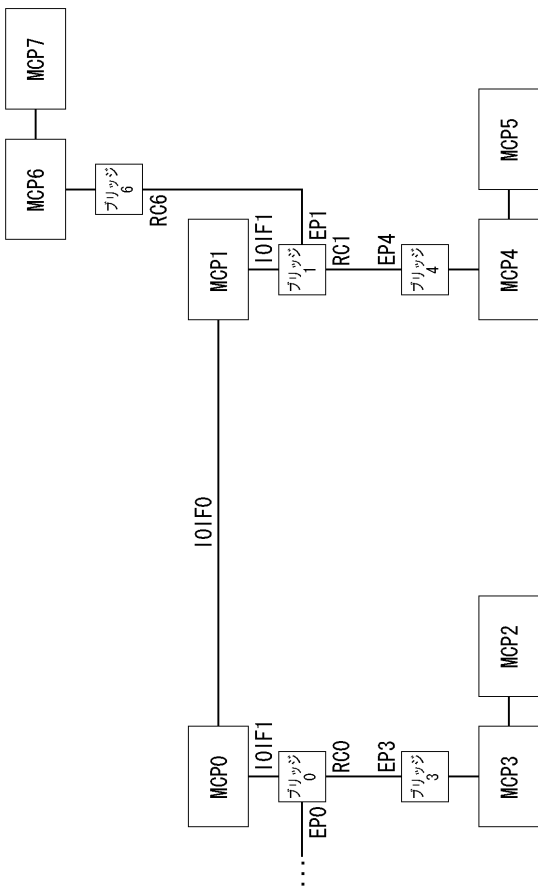 MCP7
MCP6
ブリッジ
6
RC6
MCP1
IOIF1
ブリッジ
1
EP1
RC1
EP4
ブリッジ
4
MCP4
MCP5
IOIF0
MCP0
IOIF1
ブリッジ
0
EP0
RC0
EP3
ブリッジ
3
MCP3
MCP2